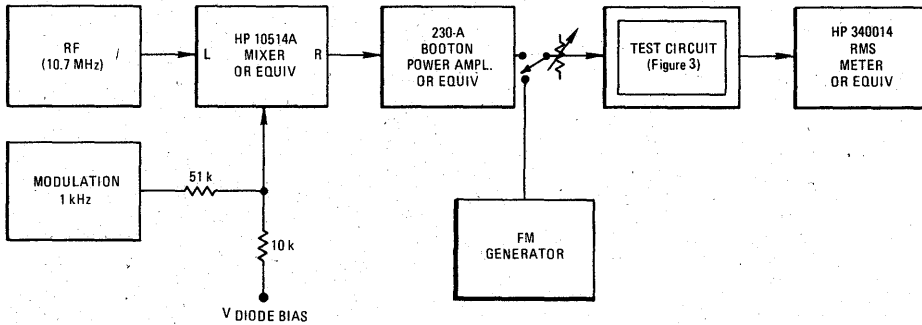 RF
(10.7 MHz)
/
L
HP 10514A
MIXER
OR EQUIV
R
230-A
BOOTON
POWER AMPL.
OR EQUIV
TEST CIRCUIT
(Figure 3)
HP 340014
RMS
METER
OR EQUIV
MODULATION
1 kHz
51 k
10 k
V DIODE BIAS
FM
GENERATOR